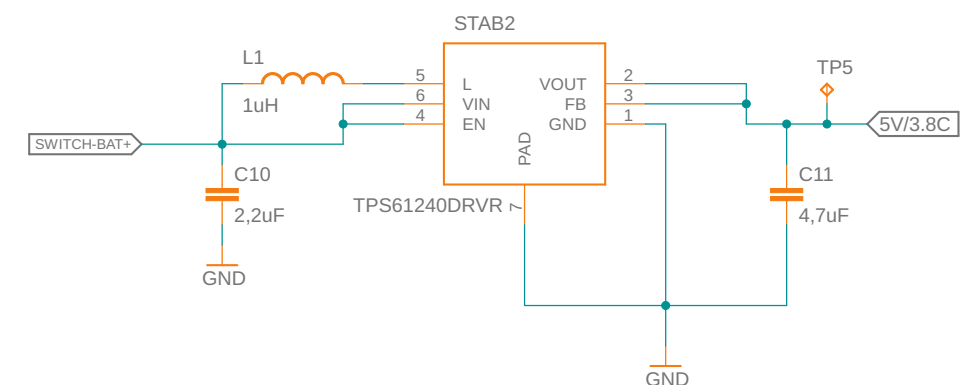 STAB2
L1
1uH
5
6
4
L
VIN
EN
VOUT
FB
GND
PAD
2
3
1
TP5
5V/3.8C
SWITCH-BAT+
C10
2,2uF
GND
TPS61240DRVR
7
C11
4,7uF
GND